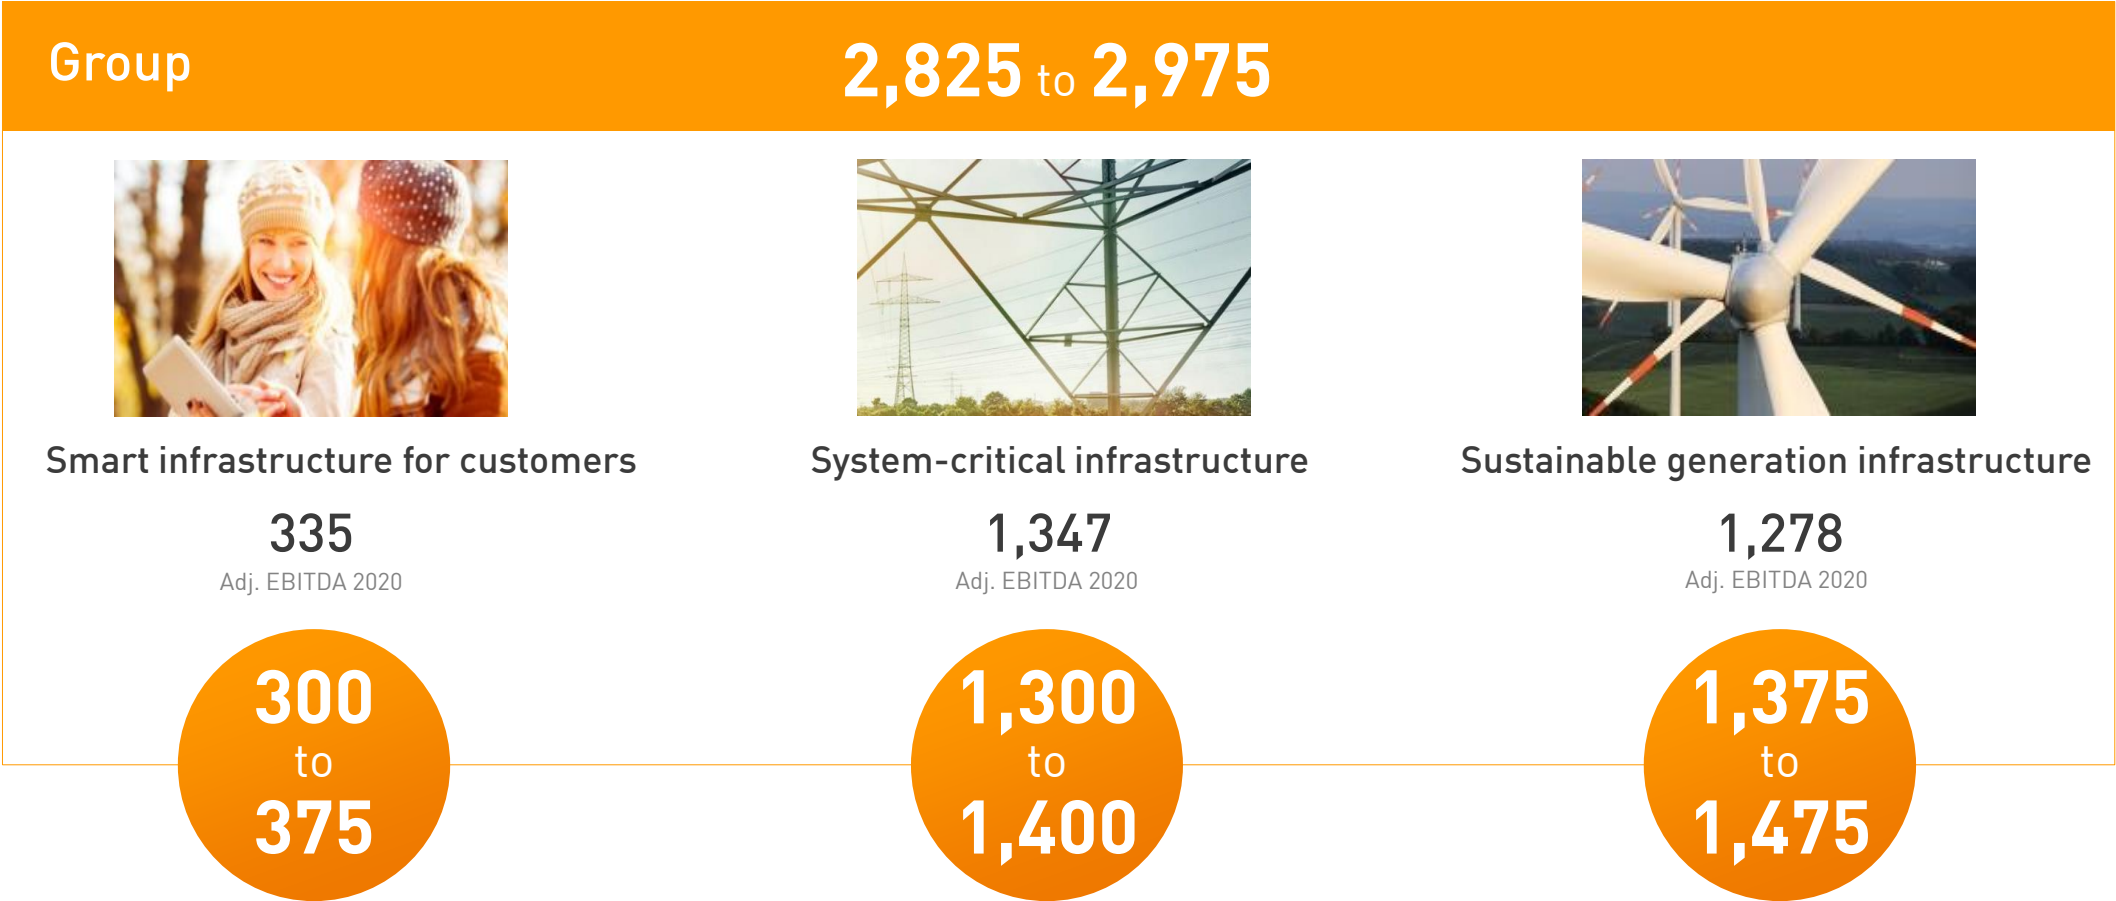 Group
2,825 to 2,975
Smart infrastructure for customers
335
Adj. EBITDA 2020
300
to
375
System-critical infrastructure
1,347
Adj. EBITDA 2020
1,300
to
1,400
Sustainable generation infrastructure
1,278
Adj. EBITDA 2020
1,375
to
1,475